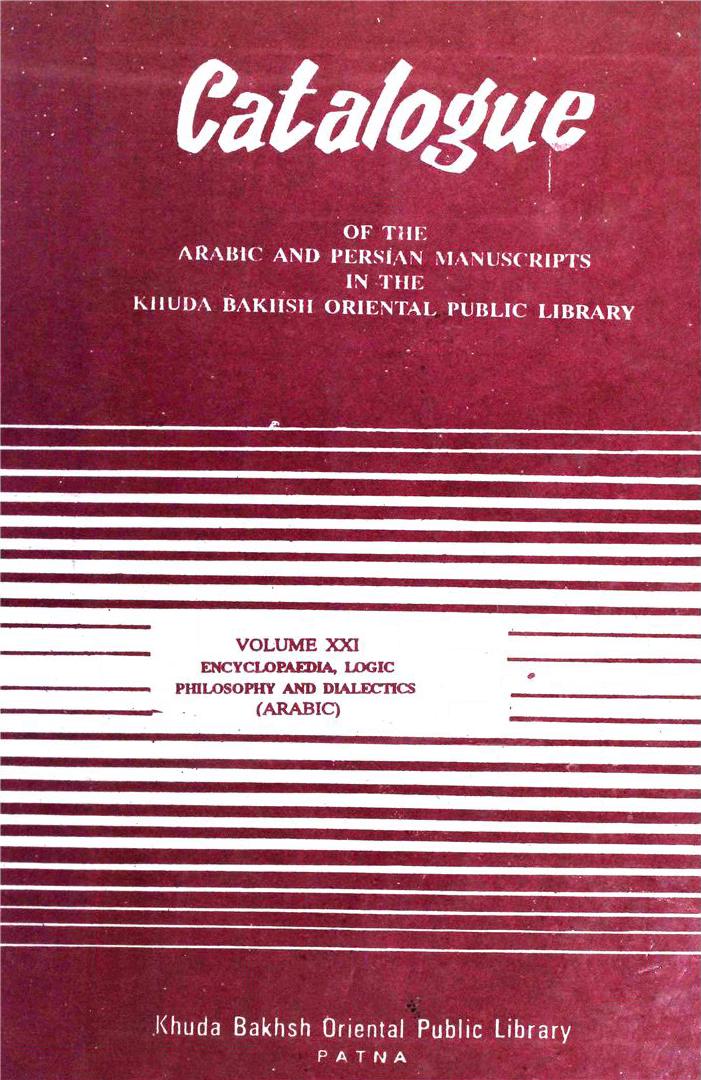 Catalogue
OF THE
ARABIC AND PERSIAN MANUSCRIPTS
IN THE
KHUDA BAKHSH ORIENTAL PUBLIC LIBRARY
VOLUME XXI
ENCYCLOPAEDIA, LOGIC
PHILOSOPHY AND DIALECTICS
(ARABIC)
Khuda Bakhsh Oriental Public Library
PATNA